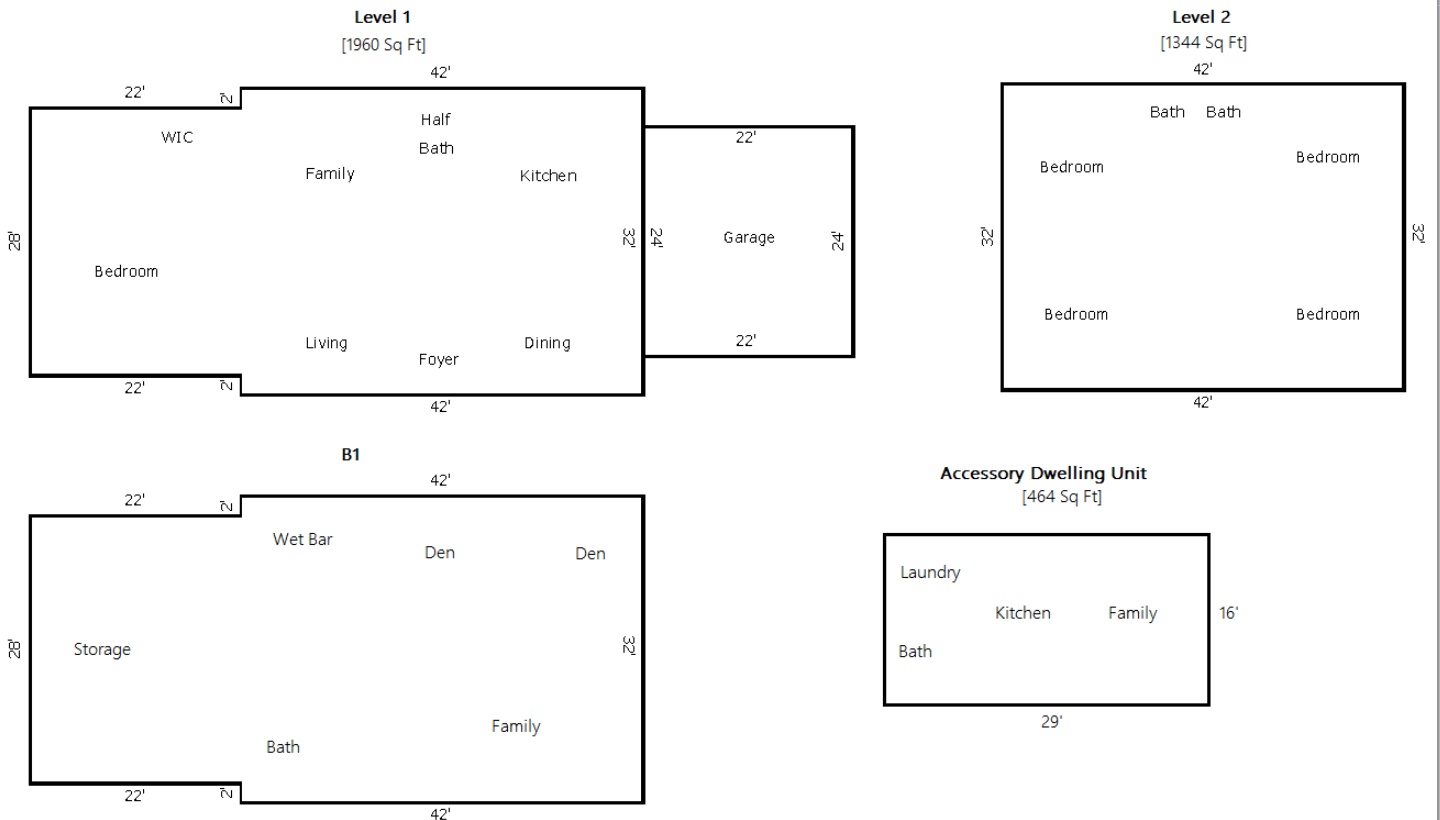 Level 1
[1960 Sq Ft]
42'
22'
2'
WIC
Half
Bath
Family
Kitchen
28'
32'
24'
22'
Garage
24'
Bedroom
Living
Foyer
Dining
22'
22'
2'
42'
Level 2
[1344 Sq Ft]
42'
Bath Bath
Bedroom
Bedroom
32'
32'
Bedroom
Bedroom
42'
B1
42'
22'
2'
Wet Bar
Den
Den
28'
Storage
32'
Family
Bath
22'
2'
42'
Accessory Dwelling Unit
[464 Sq Ft]
Laundry
Kitchen
Family
16'
Bath
29'